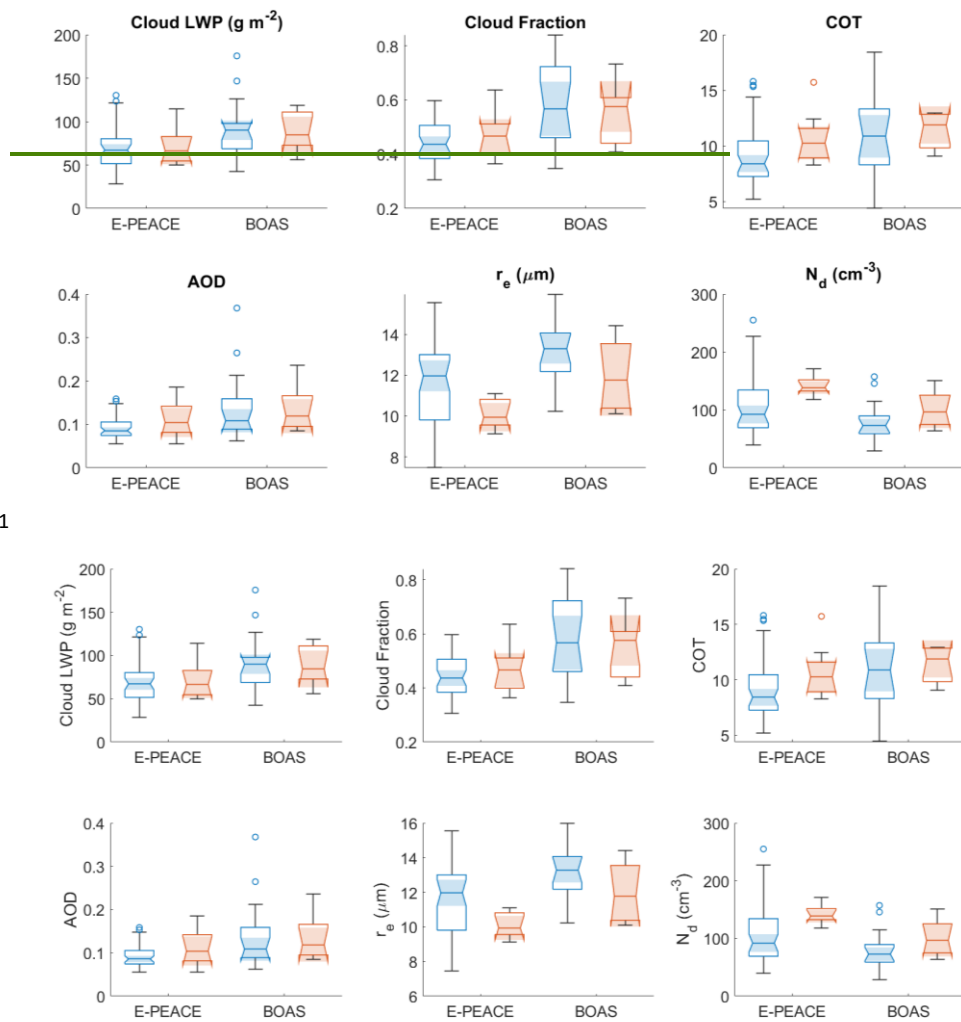 Cloud LWP (g m-2)
Cloud Fraction
COT
200
150
100
50
0
E-PEACE
BOAS
0.8
0.6
0.4
0.2
E-PEACE
BOAS
20
15
10
5
E-PEACE
BOAS
AOD
re (μm)
Nd (cm-3)
0.4
0.3
0.2
0.1
0
E-PEACE
BOAS
14
12
10
8
E-PEACE
BOAS
300
200
100
0
E-PEACE
BOAS
1
Cloud LWP (g m-2)
200
150
100
50
0
E-PEACE
BOAS
Cloud Fraction
0.8
0.6
0.4
0.2
E-PEACE
BOAS
COT
20
15
10
5
E-PEACE
BOAS
AOD
0.4
0.3
0.2
0.1
0
E-PEACE
BOAS
re (μm)
16
14
12
10
8
6
E-PEACE
BOAS
Nd (cm-3)
300
200
100
0
E-PEACE
BOAS